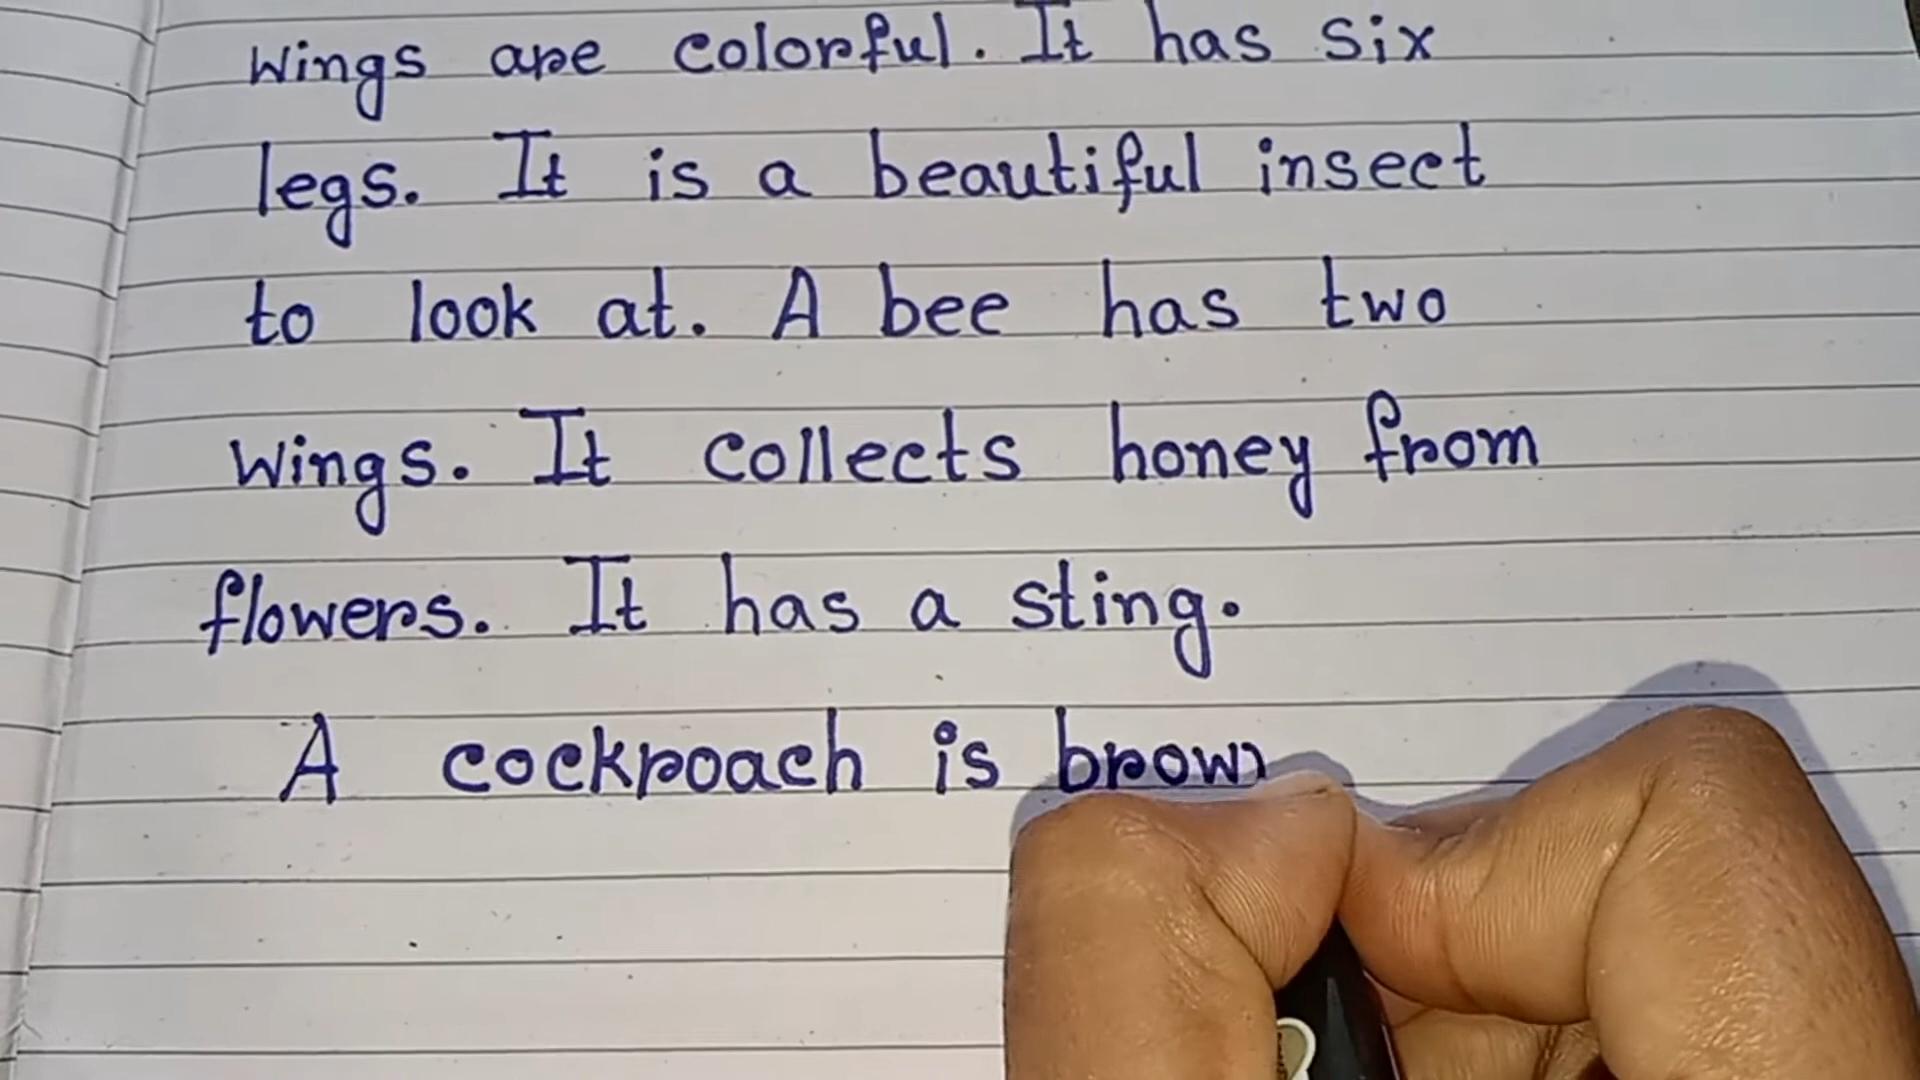 wings are colorful. It has six
legs. It is a beautiful insect
to look at. A bee has two
wings. It collects honey from
flowers. It has a sting.
A cockroach is brown